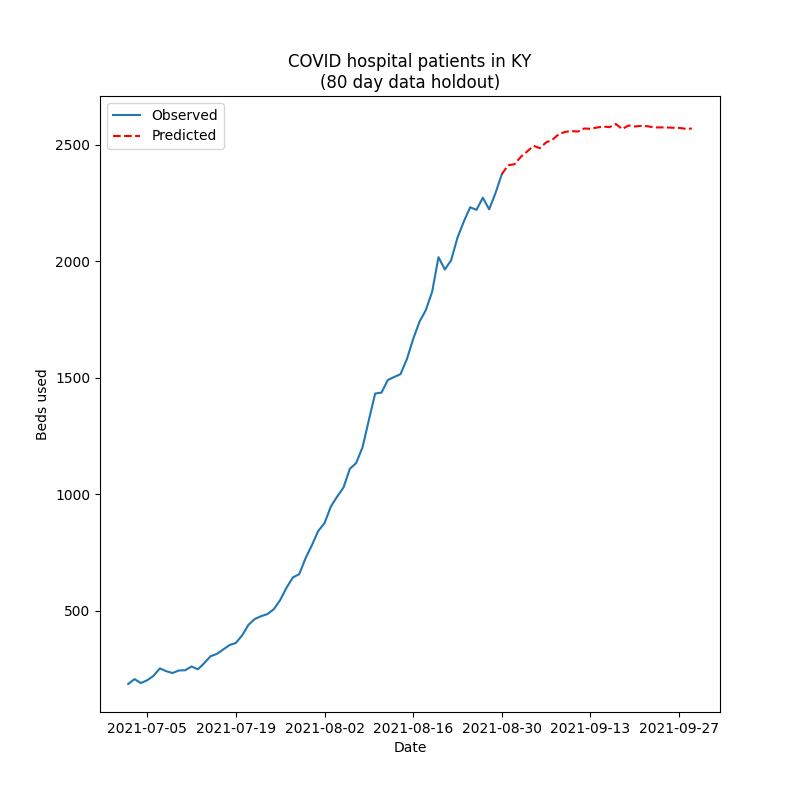 COVID hospital patients in KY
(80 day data holdout)
Observed
Predicted
2500
2000
1500
1000
500
Beds used
2021-07-05 2021-07-19 2021-08-02 2021-08-16 2021-08-30 2021-09-13 2021-09-27
Date